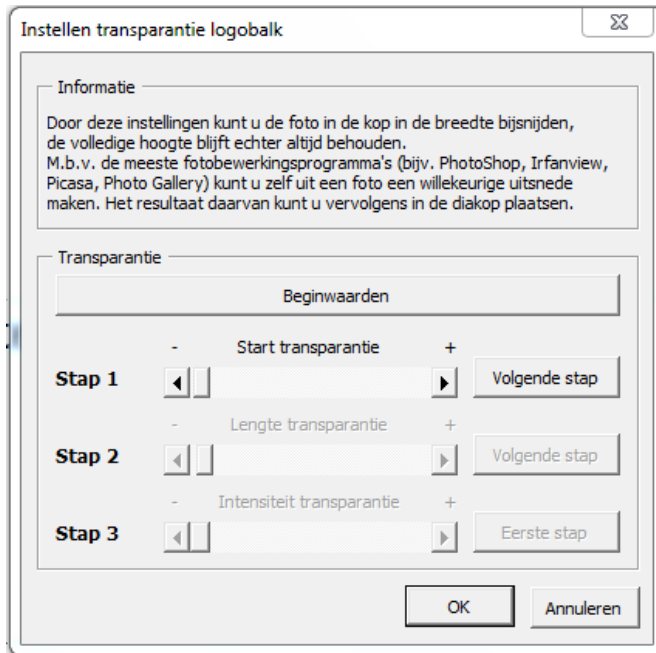 Instellen transparantie logobalk
Informatie
Door deze instellingen kunt u de foto in de kop in de breedte bijsnijden,
de volledige hoogte blijft echter altijd behouden.
M.b.v. de meeste fotobewerkingsprogramma's (bijv. PhotoShop, Irfanview,
Picasa, Photo Gallery) kunt u zelf uit een foto een willekeurige uitsnede
maken. Het resultaat daarvan kunt u vervolgens in de diakop plaatsen.
Transparantie
Beginwaarden
- Start transparantie +
Stap 1 Volgende stap
- Lengte transparantie +
Stap 2 Volgende stap
- Intensiteit transparantie +
Stap 3 Eerste stap
OK Annuleren